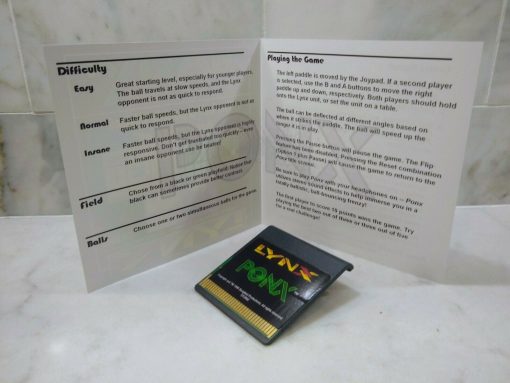 Difficulty
Easy
Great starting level, especially for younger players.
The ball travels at slow speeds, and the Lynx
opponent is not as quick to respond.
Normal
Faster ball speeds, but the Lynx opponent is not as
quick to respond.
Insane
Faster ball speeds, but the Lynx opponent is highly
responsive. Don't get frustrated too quickly – even
an insane opponent can be beaten!
Field
Chose from a black or green playfield. Note that
black can sometimes provide better contrast.
Balls
Choose one or two simultaneous balls for the game.
Playing the Game
The left paddle is moved by the Joypad. If a second player
is selected, use the B and A buttons to move the right
paddle up and down, respectively. Both players should hold
onto the Lynx unit, or set the unit on a table.
The ball can be deflected at different angles based on
where it strikes the paddle. The ball will speed up the
longer it is in play.
Pressing the Pause button will pause the game. The Flip
feature has been disabled. Pressing the Reset combination
(Option 1 plus Pause) will cause the game to return to the
title screen.
Be sure to play Ponx with your headphones on – Ponx
utilizes stereo sound effects to help immerse you in a
totally ballistic, ball-bouncing frenzy!
The first player to score 15 points wins the game. Try
playing the best two out of three or three out of five
for a real challenge!
PONX
LYNX
PONX